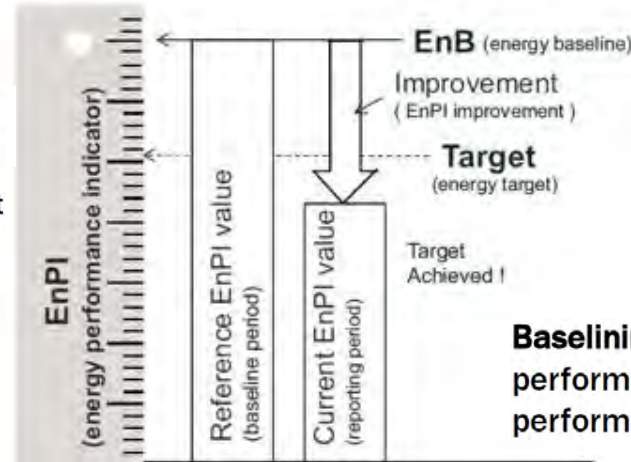 EnPI
(energy performance indicator)
Reference EnPI value
(baseline period)
Current EnPI value
(reporting period)
EnB (energy baseline)
Improvement
( EnPI improvement )
Target
(energy target)
Target
Achieved !
perform
perform